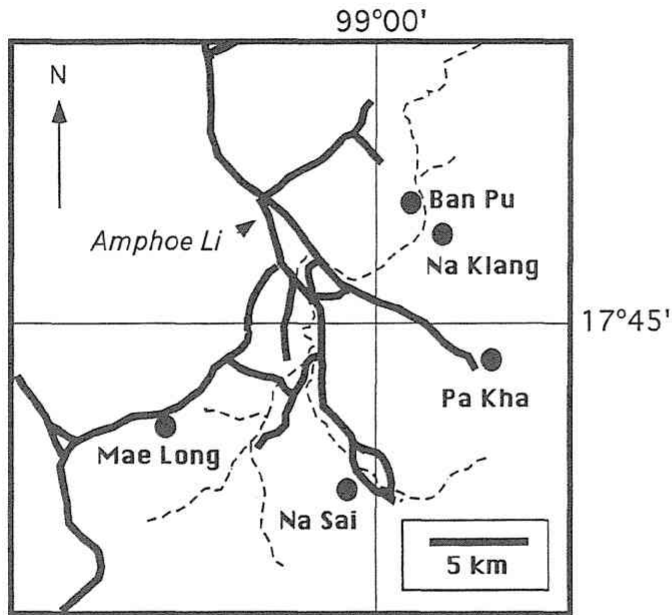 99°00'
N
Ban Pu
Amphoe Li
Na Klang
17°45'
Pa Kha
Mae Long
Na Sai
5 km